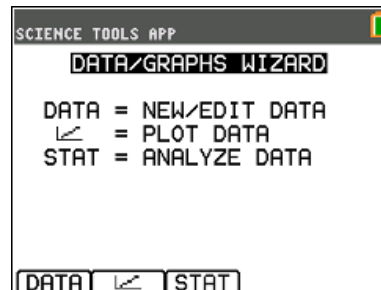 SCIENCE TOOLS APP
DATA/GRAPHS WIZARD
DATA = NEW/EDIT DATA
= PLOT DATA
STAT = ANALYZE DATA
DATA STAT